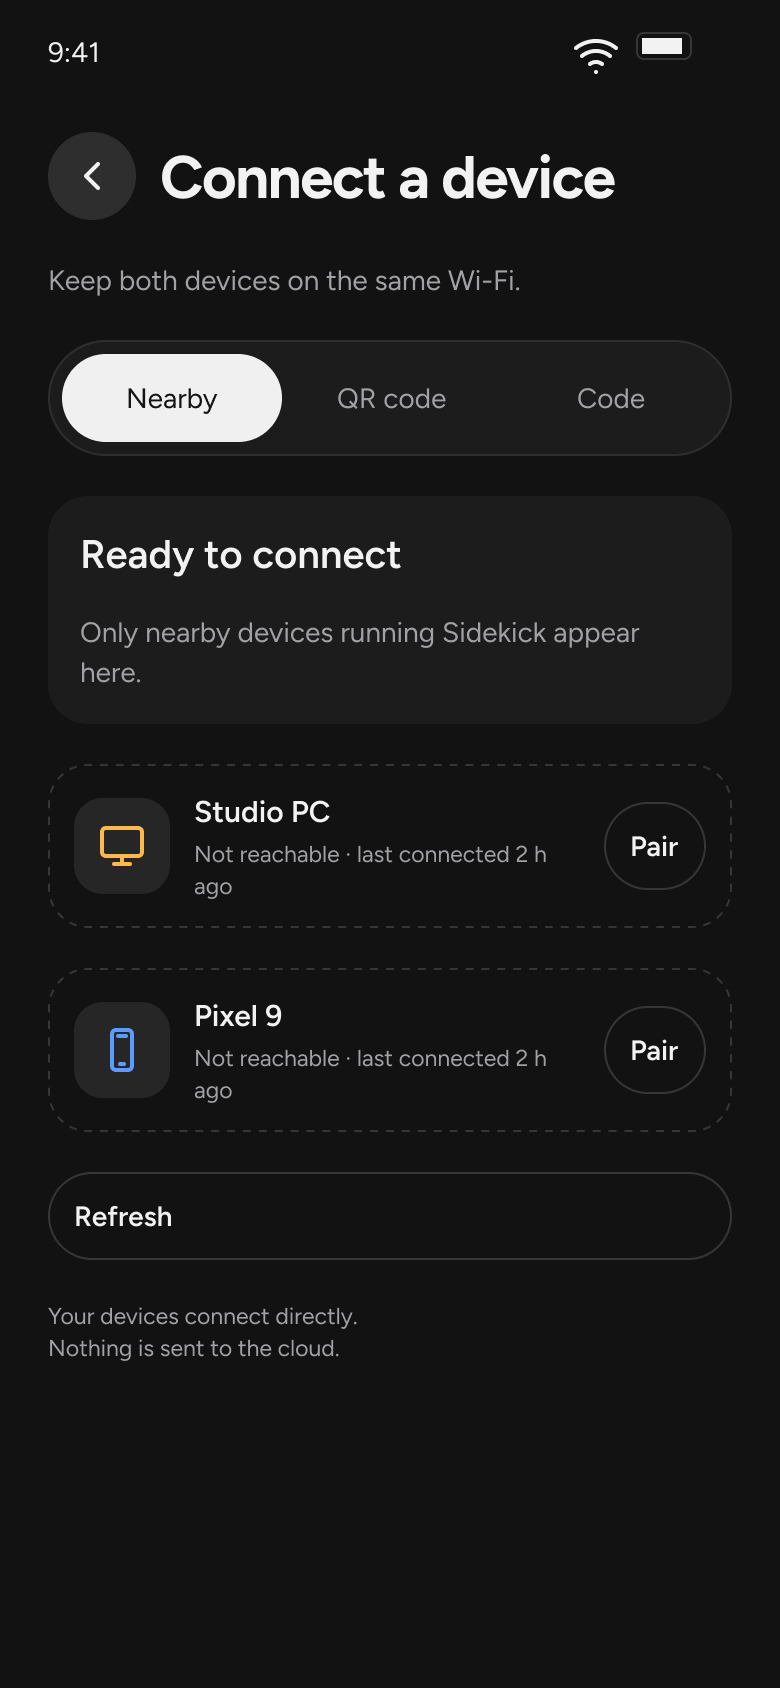 9:41
Connect a device
Keep both devices on the same Wi-Fi.
Nearby
QR code
Code
Ready to connect
Only nearby devices running Sidekick appear
here.
Studio PC
Not reachable · last connected 2 h
ago
Pair
Pixel 9
Not reachable · last connected 2 h
ago
Pair
Refresh
Your devices connect directly.
Nothing is sent to the cloud.